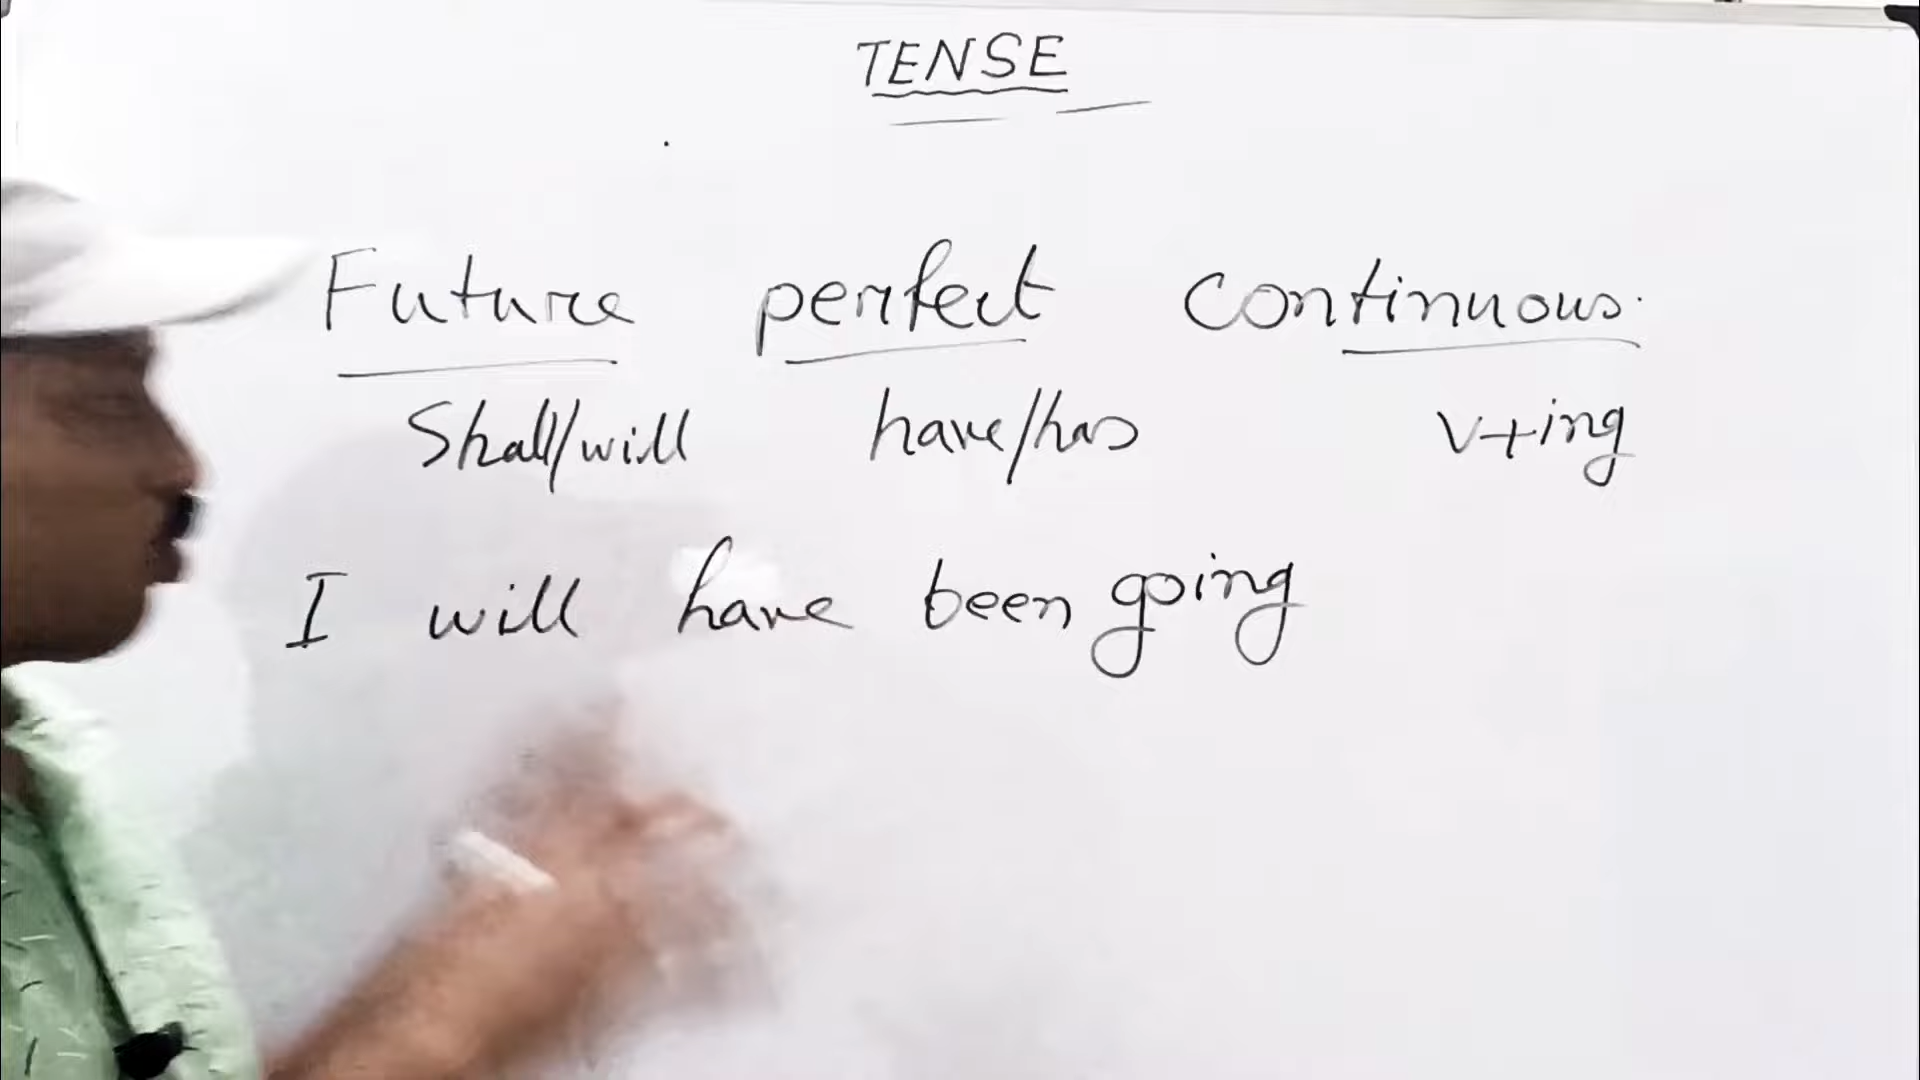 TENSE
Future perfect continuous.
Shall/will have/has v+ing
I will have been going